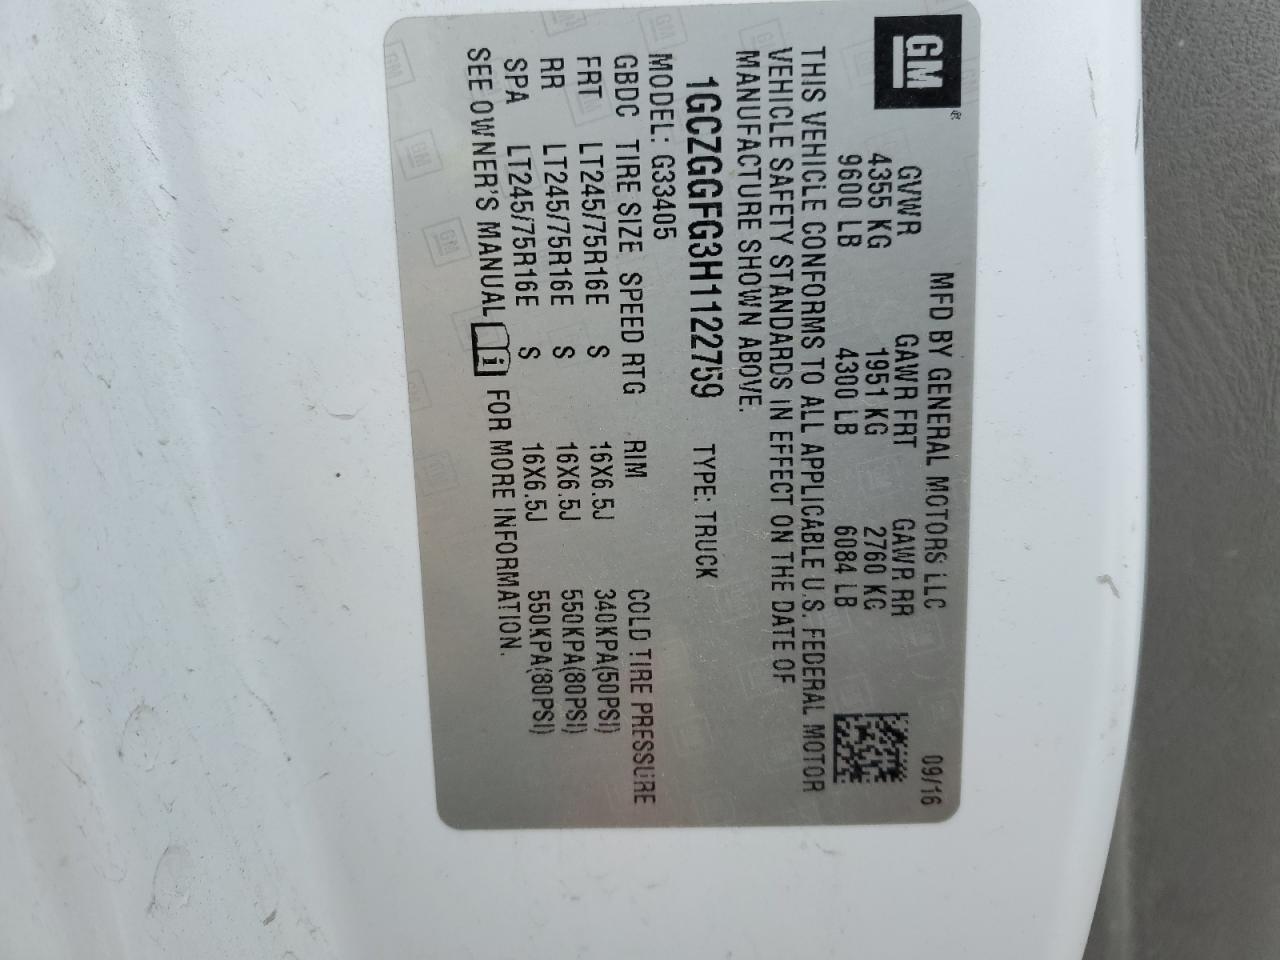 GM®
MFD BY GENERAL MOTORS LLC 09/16
GVWR GAWR FRT GAWR RR
4355 KG 1951 KG 2760 KG
9600 LB 4300 LB 6084 LB
THIS VEHICLE CONFORMS TO ALL APPLICABLE U.S. FEDERAL MOTOR
VEHICLE SAFETY STANDARDS IN EFFECT ON THE DATE OF
MANUFACTURE SHOWN ABOVE.
1GCZGGFG3H1122759 TYPE: TRUCK
MODEL: G33405
GBDC TIRE SIZE SPEED RTG RIM COLD TIRE PRESSURE
FRT LT245/75R16E S 16X6.5J 340KPA(50PSI)
RR LT245/75R16E S 16X6.5J 550KPA(80PSI)
SPA LT245/75R16E S 16X6.5J 550KPA(80PSI)
SEE OWNER'S MANUAL i FOR MORE INFORMATION.